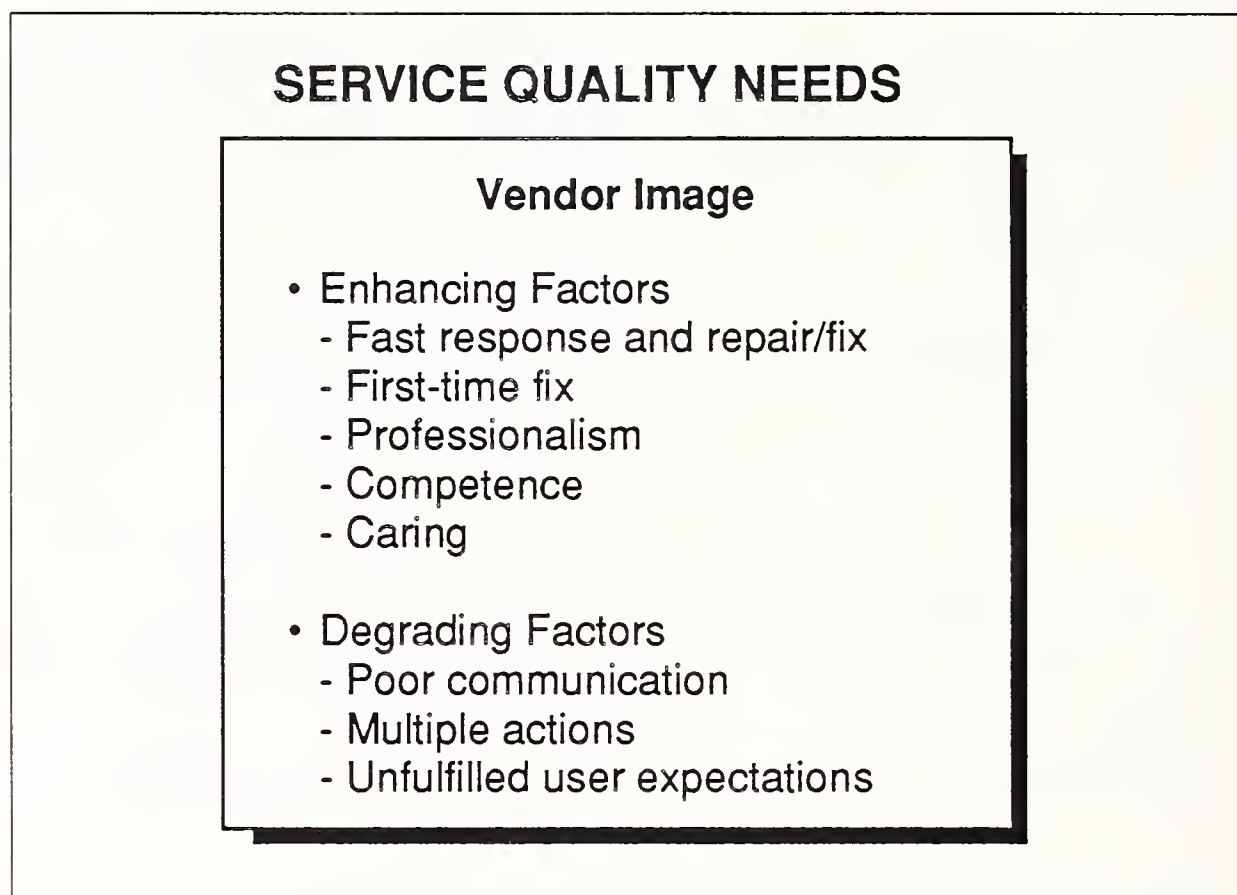 SERVICE QUALITY NEEDS
Vendor Image
• Enhancing Factors
- Fast response and repair/fix
- First-time fix
- Professionalism
- Competence
- Caring
• Degrading Factors
- Poor communication
- Multiple actions
- Unfulfilled user expectations